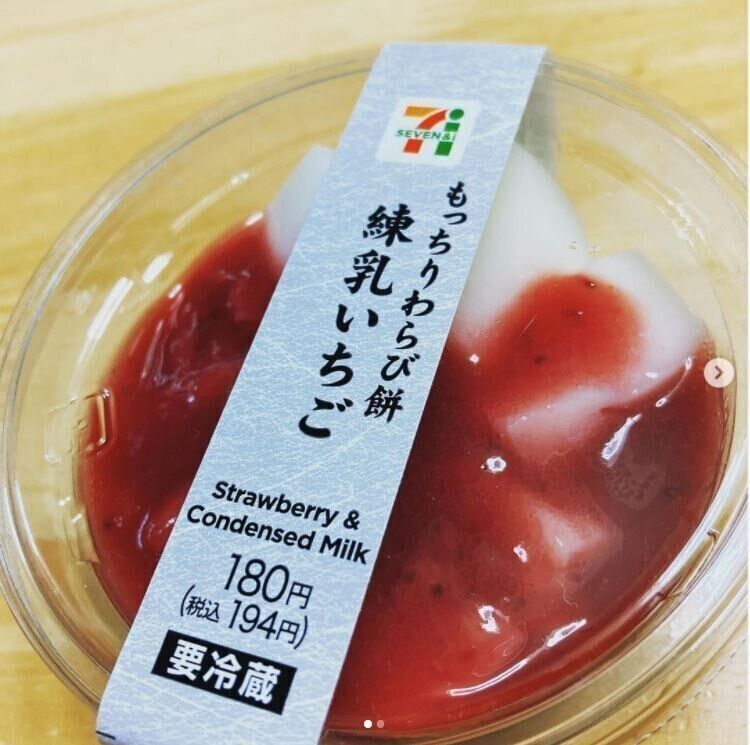 7i
SEVEN&i
もっちりわらび餅
練乳いちご
Strawberry &
Condensed Milk
180円
(税込 194円)
要冷蔵